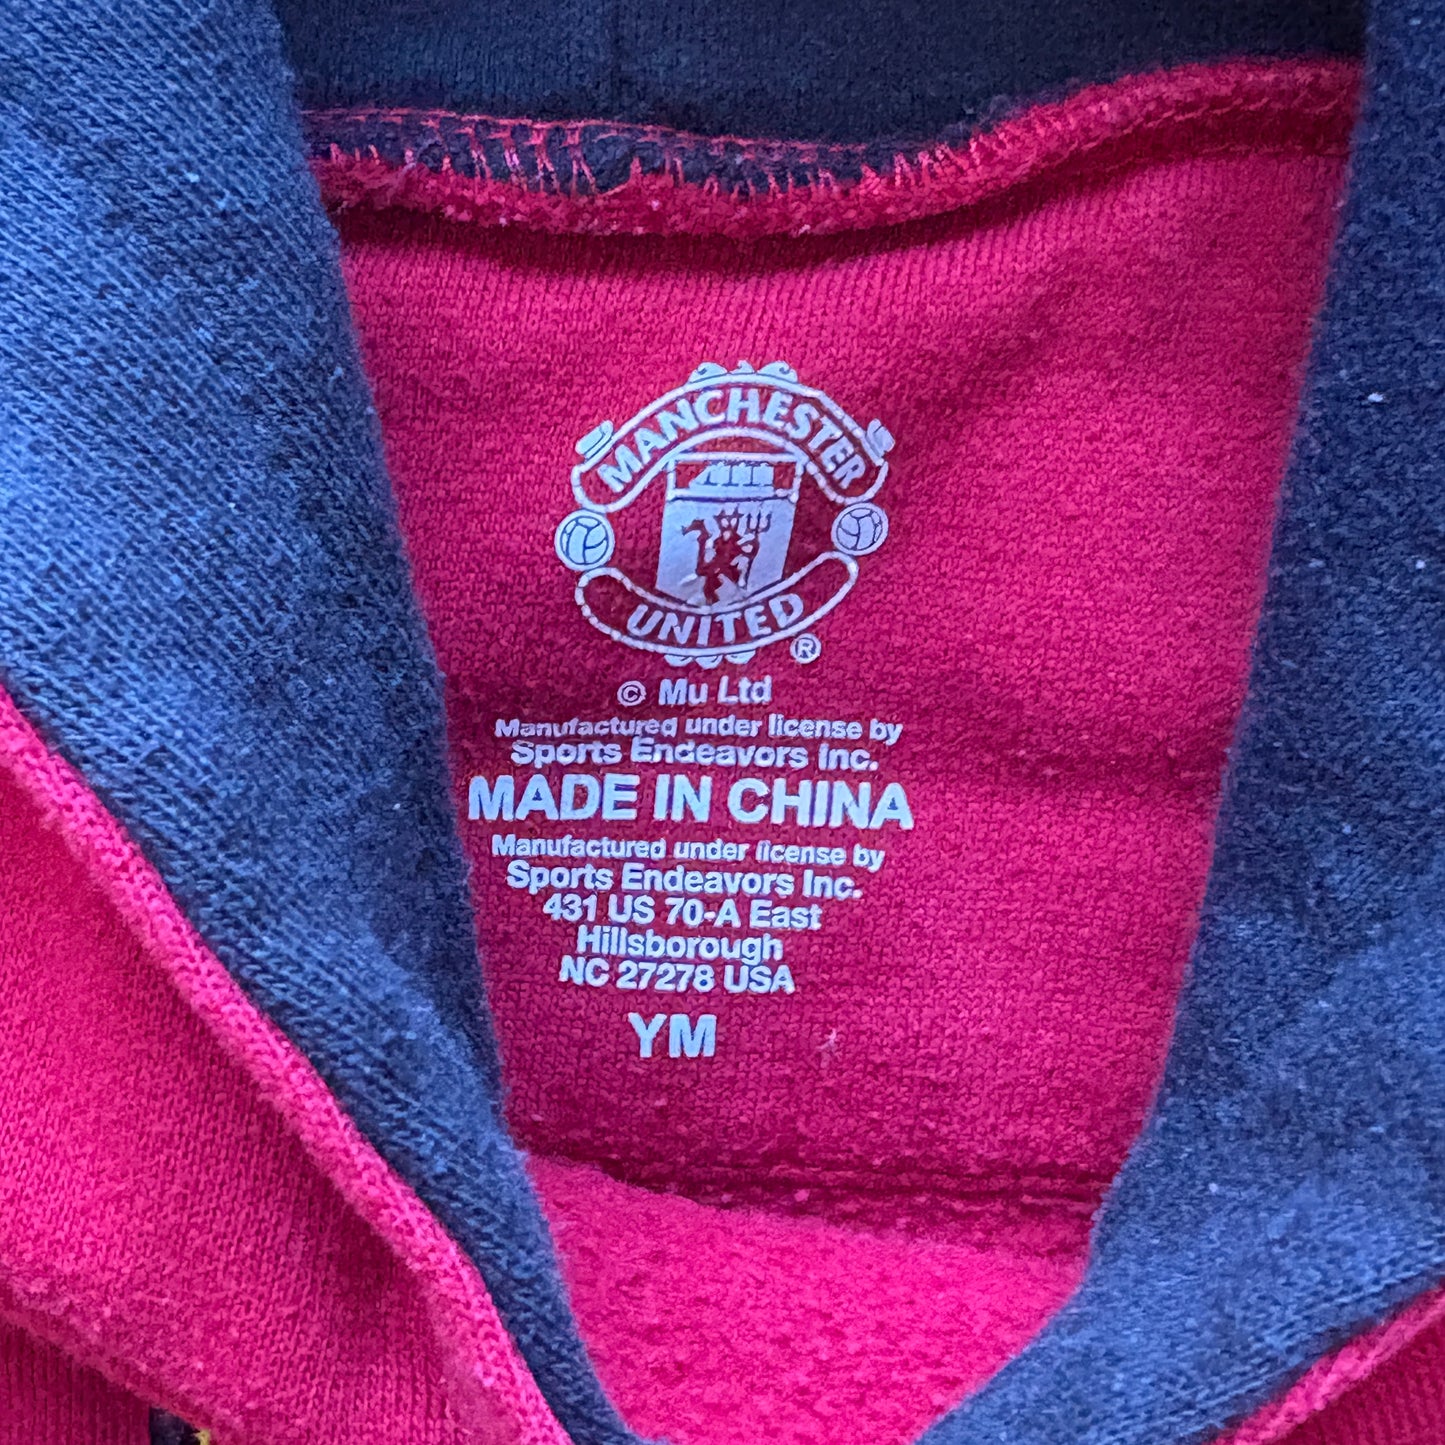 MANCHESTER
UNITED
®
© Mu Ltd
Manufactured under license by
Sports Endeavors Inc.
MADE IN CHINA
Manufactured under license by
Sports Endeavors Inc.
431 US 70-A East
Hillsborough
NC 27278 USA
YM